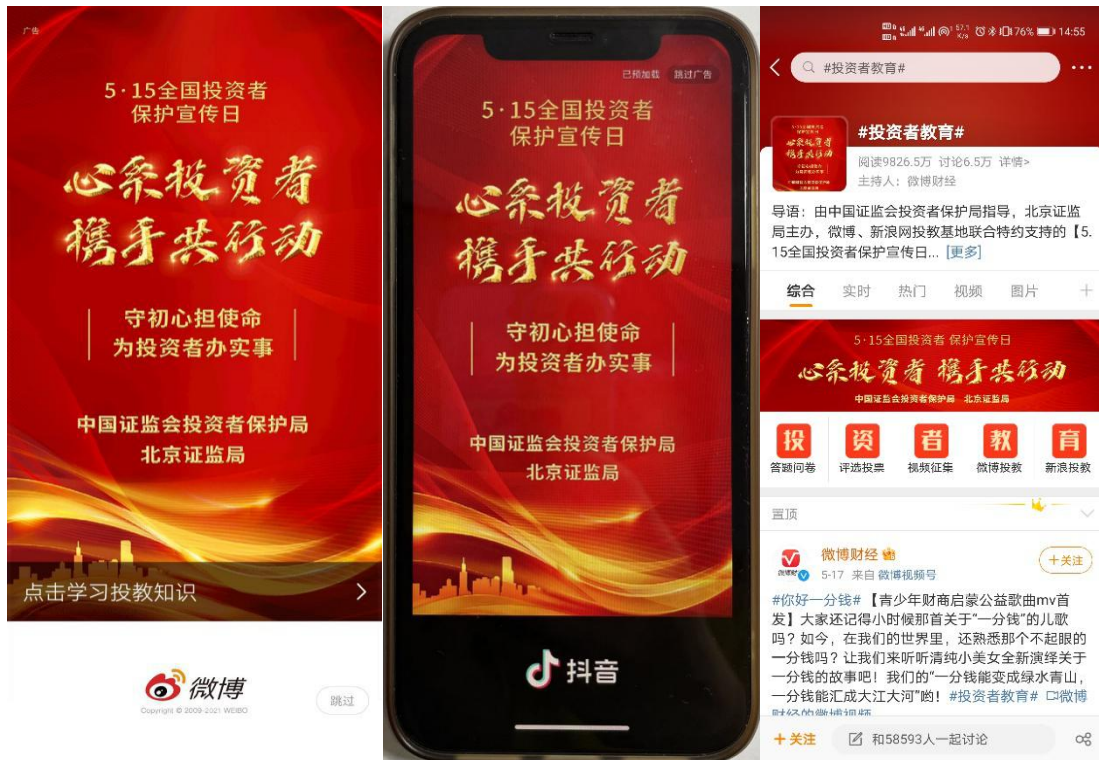 广告
5·15全国投资者
保护宣传日
心系投资者
携手共行动
守初心担使命
为投资者办实事
中国证监会投资者保护局
北京证监局
点击学习投教知识
微博
Copyright © 2009-2021 WEIBO
跳过
已预加载 跳过广告
5·15全国投资者
保护宣传日
心系投资者
携手共行动
守初心担使命
为投资者办实事
中国证监会投资者保护局
北京证监局
抖音
57.1
K/s
76% 14:55
#投资者教育#
#投资者教育#
阅读9826.5万 讨论6.5万 详情>
主持人：微博财经
导语：由中国证监会投资者保护局指导，北京证监
局主办，微博、新浪网投教基地联合特约支持的【5.
15全国投资者保护宣传日... [更多]
综合 实时 热门 视频 图片
5·15全国投资者 保护宣传日
心系投资者 携手共行动
中国证监会投资者保护局 北京证监局
投 资 者 教 育
答题问卷 评选投票 视频征集 微博投教 新浪投教
置顶
微博财经
+关注
5-17 来自 微博视频号
#你好一分钱# 【青少年财商启蒙公益歌曲mv首
发】大家还记得小时候那首关于“一分钱”的儿歌
吗？如今，在我们的世界里，还熟悉那个不起眼的
一分钱吗？让我们来听听清纯小美女全新演绎关于
一分钱的故事吧！我们的“一分钱能变成绿水青山，
一分钱能汇成大江大河”哟！#投资者教育# 微博
财经的微博视频
+关注
和58593人一起讨论